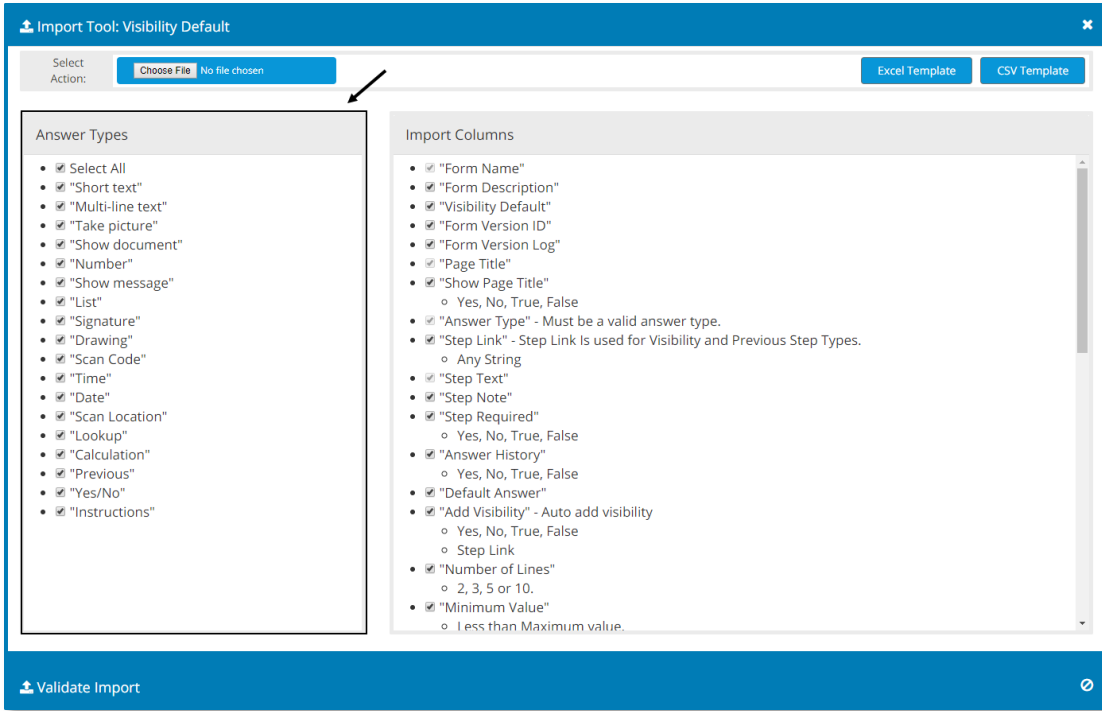 Import Tool: Visibility Default
Select
Action:
Choose File No file chosen
Excel Template
CSV Template
Answer Types
Select All
"Short text"
"Multi-line text"
"Take picture"
"Show document"
"Number"
"Show message"
"List"
"Signature"
"Drawing"
"Scan Code"
"Time"
"Date"
"Scan Location"
"Lookup"
"Calculation"
"Previous"
"Yes/No"
"Instructions"
Import Columns
"Form Name"
"Form Description"
"Visibility Default"
"Form Version ID"
"Form Version Log"
"Page Title"
"Show Page Title"
Yes, No, True, False
"Answer Type" - Must be a valid answer type.
"Step Link" - Step Link Is used for Visibility and Previous Step Types.
Any String
"Step Text"
"Step Note"
"Step Required"
Yes, No, True, False
"Answer History"
Yes, No, True, False
"Default Answer"
"Add Visibility" - Auto add visibility
Yes, No, True, False
Step Link
"Number of Lines"
2, 3, 5 or 10.
"Minimum Value"
Less than Maximum value.
Validate Import